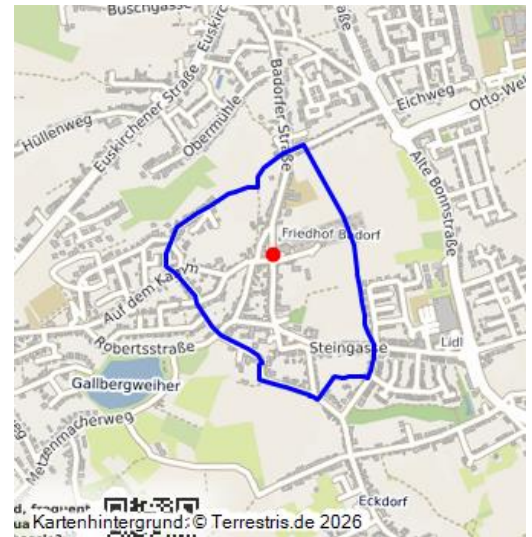 Buschgasse
Euskirc
Straße
Badorfer Straße
Eichweg
Otto-We
Hüllenweg
Euskirchener Straße
Obermühle
Alte Bonnstraße
Friedhof Badorf
Auf dem Kamm
Robertsstraße
Steingasse
Lidl
Gallbergweiher
Metzenmacherweg
Eckdorf
Kartenhintergrund: © Terrestris.de 2026